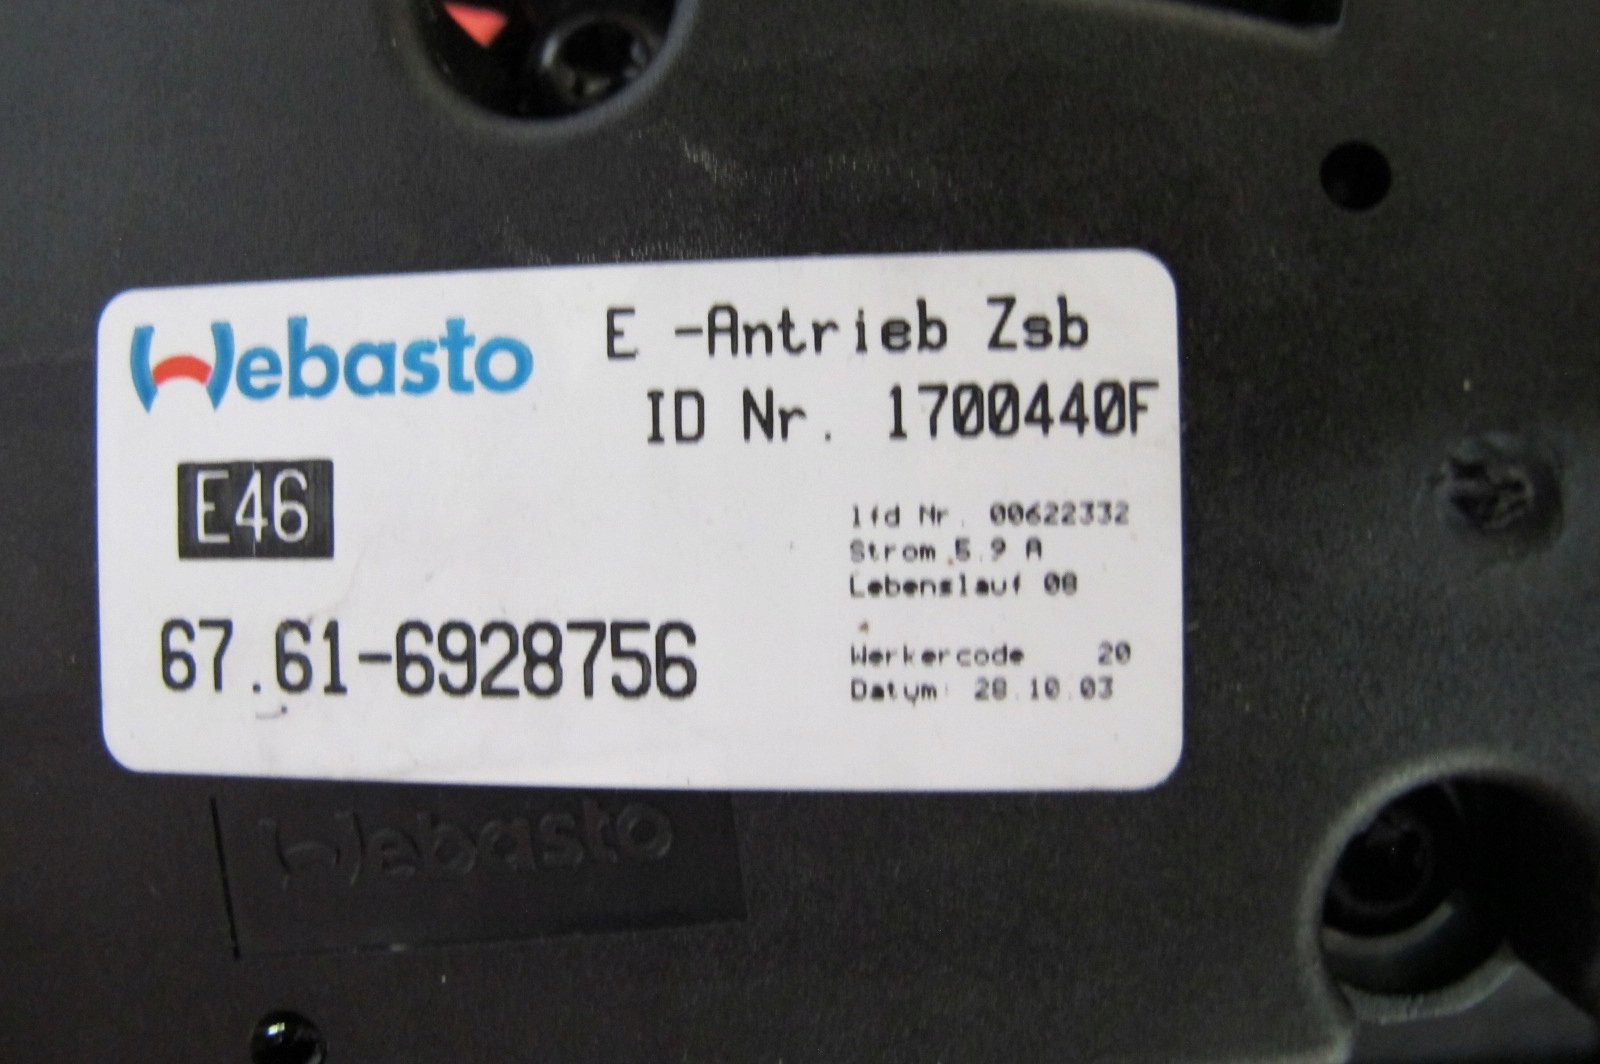 Webasto
E -Antrieb Zsb
ID Nr. 1700440F
E46
lfd Nr. 00622332
Strom 5.9 A
Lebenslauf 08
67.61-6928756
Werkercode 20
Datym: 28.10.03
Webasto